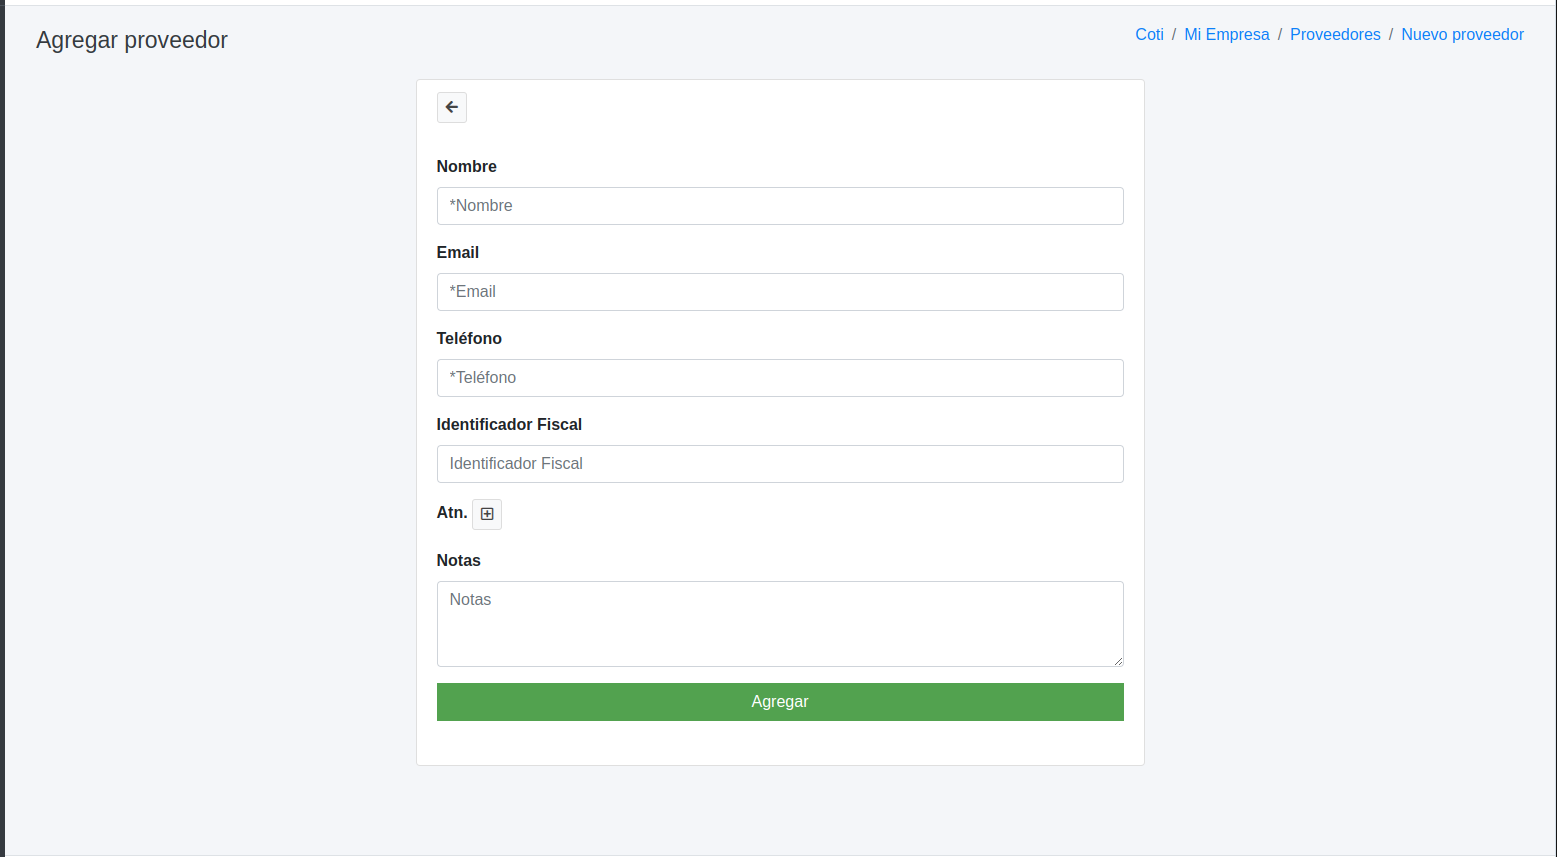 Agregar proveedor
Coti / Mi Empresa / Proveedores / Nuevo proveedor
Nombre
*Nombre
Email
*Email
Teléfono
*Teléfono
Identificador Fiscal
Identificador Fiscal
Atn.
Notas
Notas
Agregar